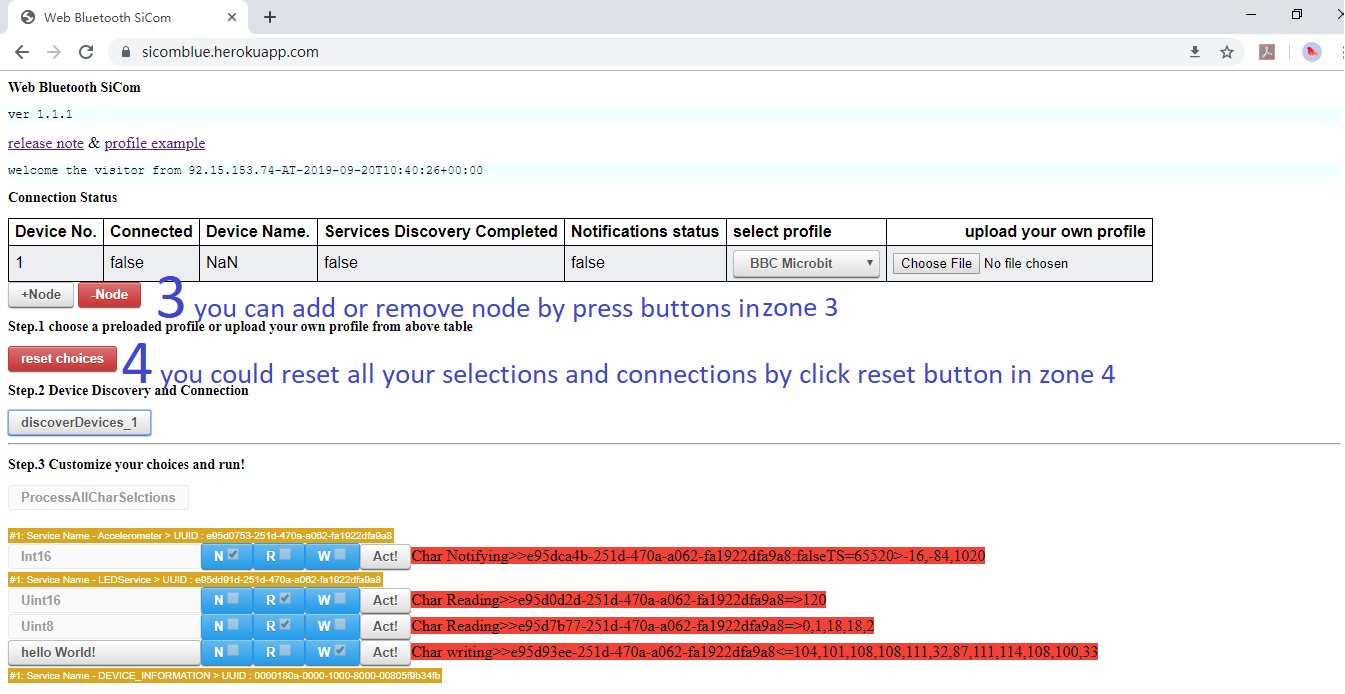 Web Bluetooth SiCom
sicomblue.herokuapp.com
Web Bluetooth SiCom
ver 1.1.1
release note & profile example
welcome the visitor from 92.15.153.74-AT-2019-09-20T10:40:26+00:00
Connection Status
Device No. Connected Device Name. Services Discovery Completed Notifications status select profile upload your own profile
1 false NaN false false BBC Microbit Choose File No file chosen
+Node -Node 3 you can add or remove node by press buttons in zone 3
Step.1 choose a preloaded profile or upload your own profile from above table
reset choices 4 you could reset all your selections and connections by click reset button in zone 4
Step.2 Device Discovery and Connection
discoverDevices_1
Step.3 Customize your choices and run!
ProcessAllCharSelctions
#1: Service Name - Accelerometer > UUID : e95d0753-251d-470a-a062-fa1922dfa9a8
Int16 N R W Act! Char Notifying>>e95dca4b-251d-470a-a062-fa1922dfa9a8:falseTS=65520>-16,-84,1020
#1: Service Name - LEDService > UUID : e95dd91d-251d-470a-a062-fa1922dfa9a8
Uint16 N R W Act! Char Reading>>e95d0d2d-251d-470a-a062-fa1922dfa9a8=>120
Uint8 N R W Act! Char Reading>>e95d7b77-251d-470a-a062-fa1922dfa9a8=>0,1,18,18,2
hello World! N R W Act! Char writing>>e95d93ee-251d-470a-a062-fa1922dfa9a8<=104,101,108,108,111,32,87,111,114,108,100,33
#1: Service Name - DEVICE_INFORMATION > UUID : 0000180a-0000-1000-8000-00805f9b34fb